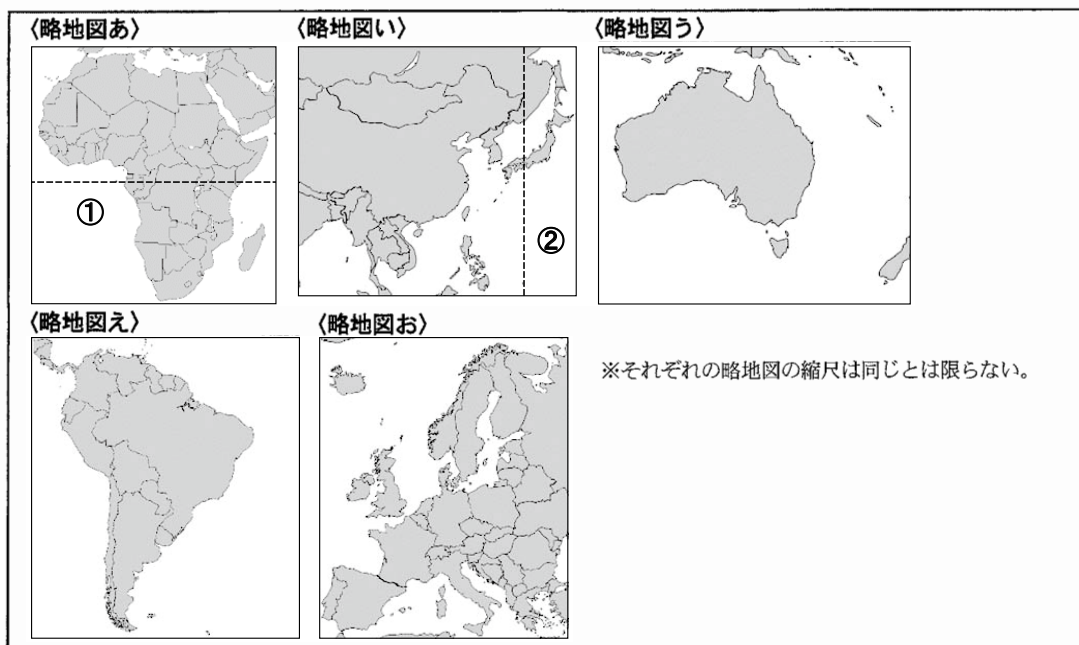 〈略地図あ〉
〈略地図い〉
〈略地図う〉
①
②
〈略地図え〉
〈略地図お〉
※それぞれの略地図の縮尺は同じとは限らない。